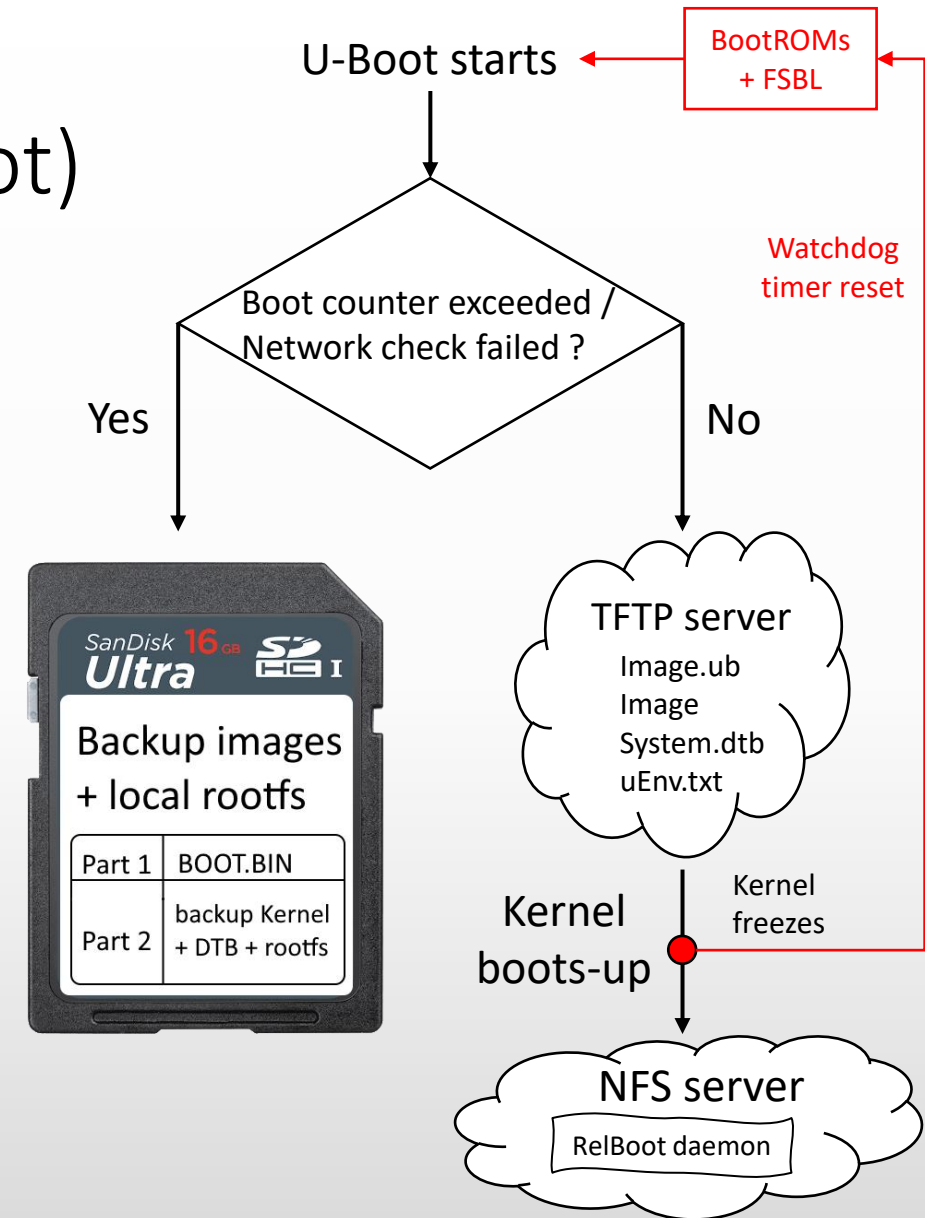 BootROMs
+ FSBL
U-Boot starts
ot)
Watchdog
timer reset
Boot counter exceeded /
Network check failed ?
Yes
No
SanDisk 16 GB
Ultra
SD
HC I
Backup images
+ local rootfs
Part 1 BOOT.BIN
Part 2 backup Kernel
+ DTB + rootfs
TFTP server
Image.ub
Image
System.dtb
uEnv.txt
Kernel
boots-up
Kernel
freezes
NFS server
RelBoot daemon